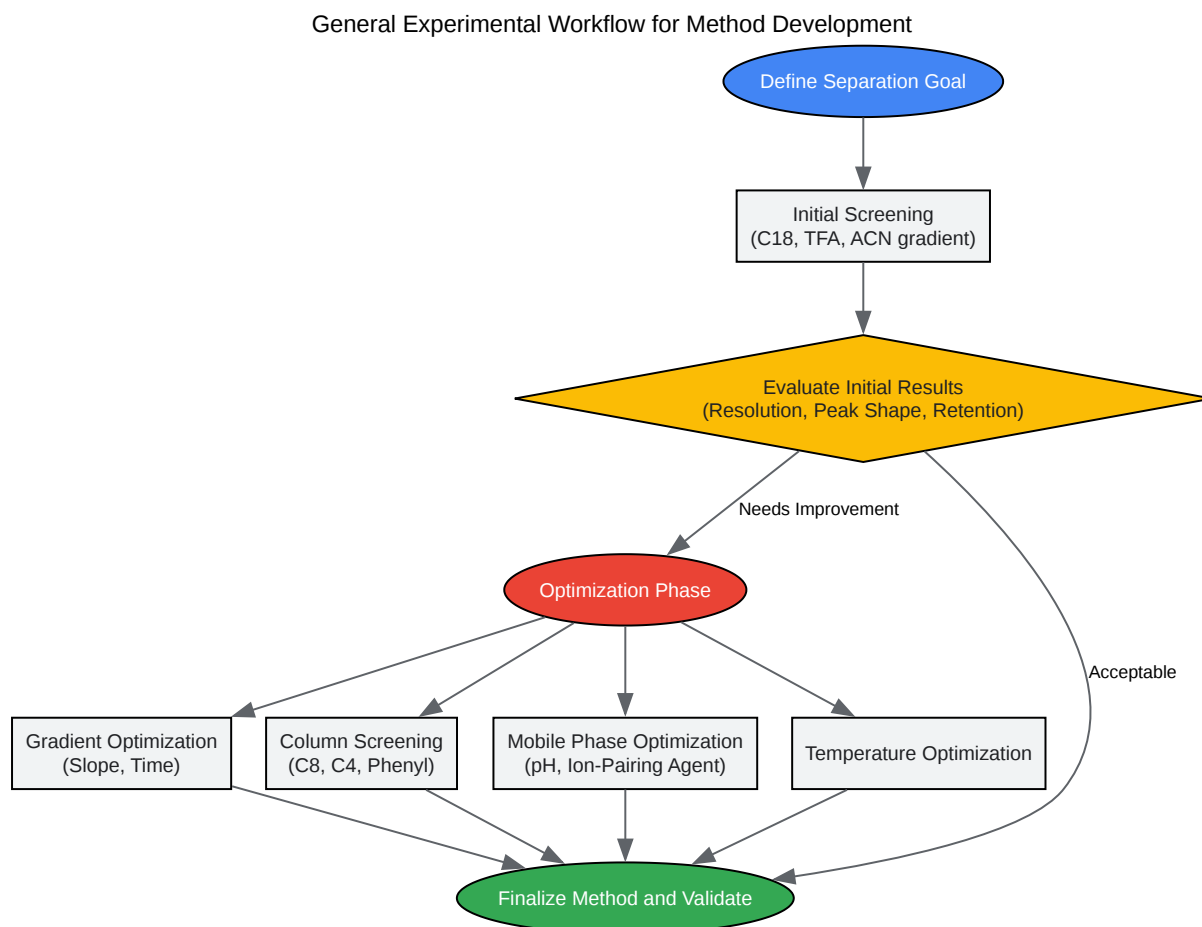 General Experimental Workflow for Method Development
Define Separation Goal
Initial Screening
(C18, TFA, ACN gradient)
Evaluate Initial Results
(Resolution, Peak Shape, Retention)
Needs Improvement
Optimization Phase
Acceptable
Gradient Optimization
(Slope, Time)
Column Screening
(C8, C4, Phenyl)
Mobile Phase Optimization
(pH, Ion-Pairing Agent)
Temperature Optimization
Finalize Method and Validate